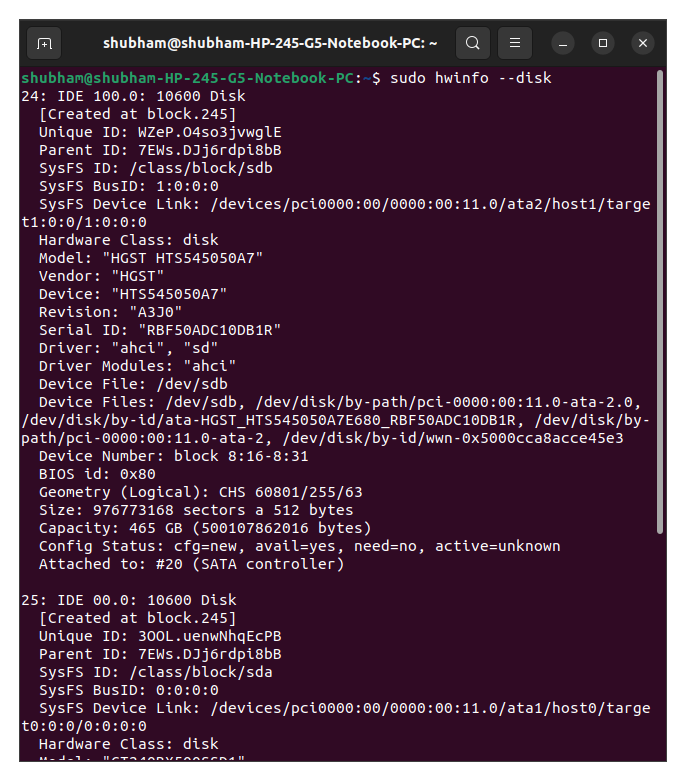 shubham@shubham-HP-245-G5-Notebook-PC: ~
shubham@shubham-HP-245-G5-Notebook-PC:~$ sudo hwinfo --disk
24: IDE 100.0: 10600 Disk
  [Created at block.245]
  Unique ID: WZeP.O4so3jvwglE
  Parent ID: 7EWs.DJj6rdpi8bB
  SysFS ID: /class/block/sdb
  SysFS BusID: 1:0:0:0
  SysFS Device Link: /devices/pci0000:00/0000:00:11.0/ata2/host1/targe
t1:0:0/1:0:0:0
  Hardware Class: disk
  Model: "HGST HTS545050A7"
  Vendor: "HGST"
  Device: "HTS545050A7"
  Revision: "A3J0"
  Serial ID: "RBF50ADC10DB1R"
  Driver: "ahci", "sd"
  Driver Modules: "ahci"
  Device File: /dev/sdb
  Device Files: /dev/sdb, /dev/disk/by-path/pci-0000:00:11.0-ata-2.0,
/dev/disk/by-id/ata-HGST_HTS545050A7E680_RBF50ADC10DB1R, /dev/disk/by-
path/pci-0000:00:11.0-ata-2, /dev/disk/by-id/wwn-0x5000cca8acce45e3
  Device Number: block 8:16-8:31
  BIOS id: 0x80
  Geometry (Logical): CHS 60801/255/63
  Size: 976773168 sectors a 512 bytes
  Capacity: 465 GB (500107862016 bytes)
  Config Status: cfg=new, avail=yes, need=no, active=unknown
  Attached to: #20 (SATA controller)

25: IDE 00.0: 10600 Disk
  [Created at block.245]
  Unique ID: 3OOL.uenwNhqEcPB
  Parent ID: 7EWs.DJj6rdpi8bB
  SysFS ID: /class/block/sda
  SysFS BusID: 0:0:0:0
  SysFS Device Link: /devices/pci0000:00/0000:00:11.0/ata1/host0/targe
t0:0:0/0:0:0:0
  Hardware Class: disk
  Model: